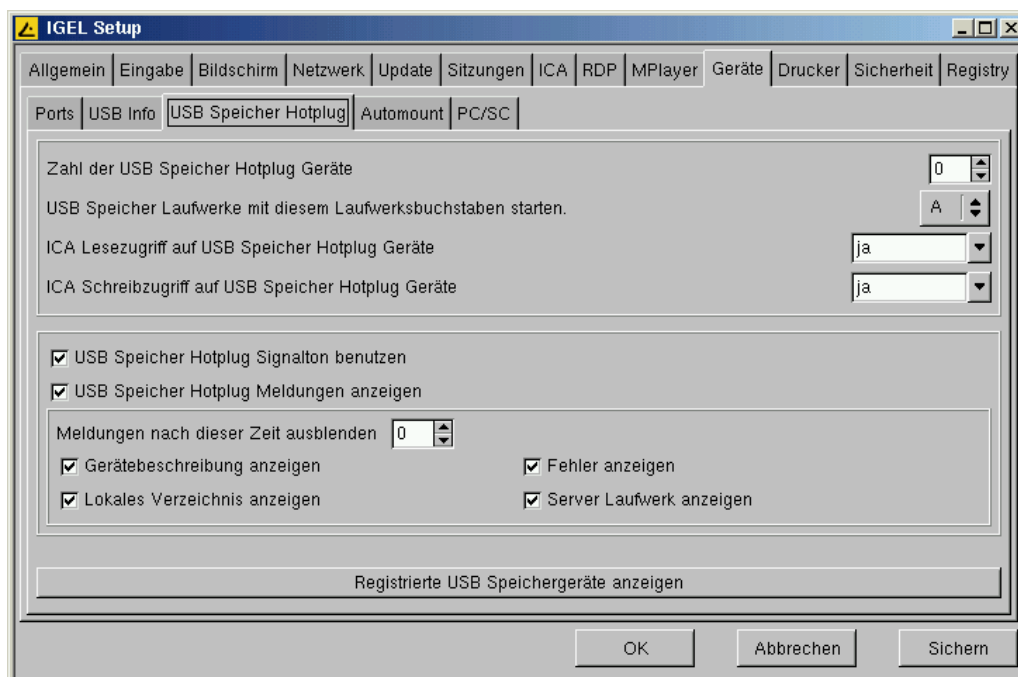 IGEL Setup
Allgemein Eingabe Bildschirm Netzwerk Update Sitzungen ICA RDP MPlayer Geräte Drucker Sicherheit Registry
Ports USB Info USB Speicher Hotplug Automount PC/SC
Zahl der USB Speicher Hotplug Geräte 0
USB Speicher Laufwerke mit diesem Laufwerksbuchstaben starten. A
ICA Lesezugriff auf USB Speicher Hotplug Geräte ja
ICA Schreibzugriff auf USB Speicher Hotplug Geräte ja
USB Speicher Hotplug Signalton benutzen
USB Speicher Hotplug Meldungen anzeigen
Meldungen nach dieser Zeit ausblenden 0
Gerätebeschreibung anzeigen Fehler anzeigen
Lokales Verzeichnis anzeigen Server Laufwerk anzeigen
Registrierte USB Speichergeräte anzeigen
OK Abbrechen Sichern